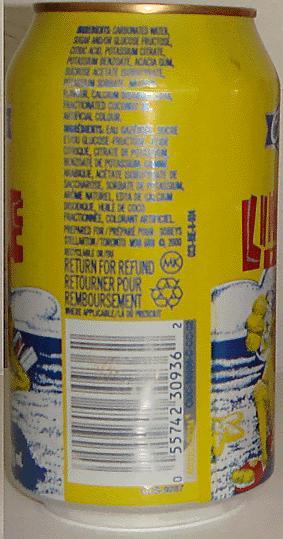 INGREDIENTS: CARBONATED WATER,
SUGAR AND/OR GLUCOSE FRUCTOSE,
CITRIC ACID, POTASSIUM CITRATE,
POTASSIUM BENZOATE, ACACIA GUM,
SUCROSE ACETATE ISOBUTYRATE,
POTASSIUM SORBATE, NATURAL
FLAVOUR, CALCIUM DISODIUM EDTA,
FRACTIONATED COCONUT OIL,
ARTIFICIAL COLOUR.
INGRÉDIENTS: EAU GAZÉIFIÉE, SUCRE
ET/OU GLUCOSE-FRUCTOSE, ACIDE
CITRIQUE, CITRATE DE POTASSIUM,
BENZOATE DE POTASSIUM, GOMME
ARABIQUE, ACÉTATE ISOBUTYRATE DE
SACCHAROSE, SORBATE DE POTASSIUM,
ARÔME NATUREL, EDTA DE CALCIUM
DISODIQUE, HUILE DE COCO
FRACTIONNÉE, COLORANT ARTIFICIEL.
PREPARED FOR / PRÉPARÉ POUR SOBEYS
STELLARTON / TORONTO
RECYCLABLE
RETURN FOR REFUND
RETOURNER POUR
REMBOURSEMENT
WHERE APPLICABLE/LÀ OÙ PRESCRIT
MK
0 55742 30936 2